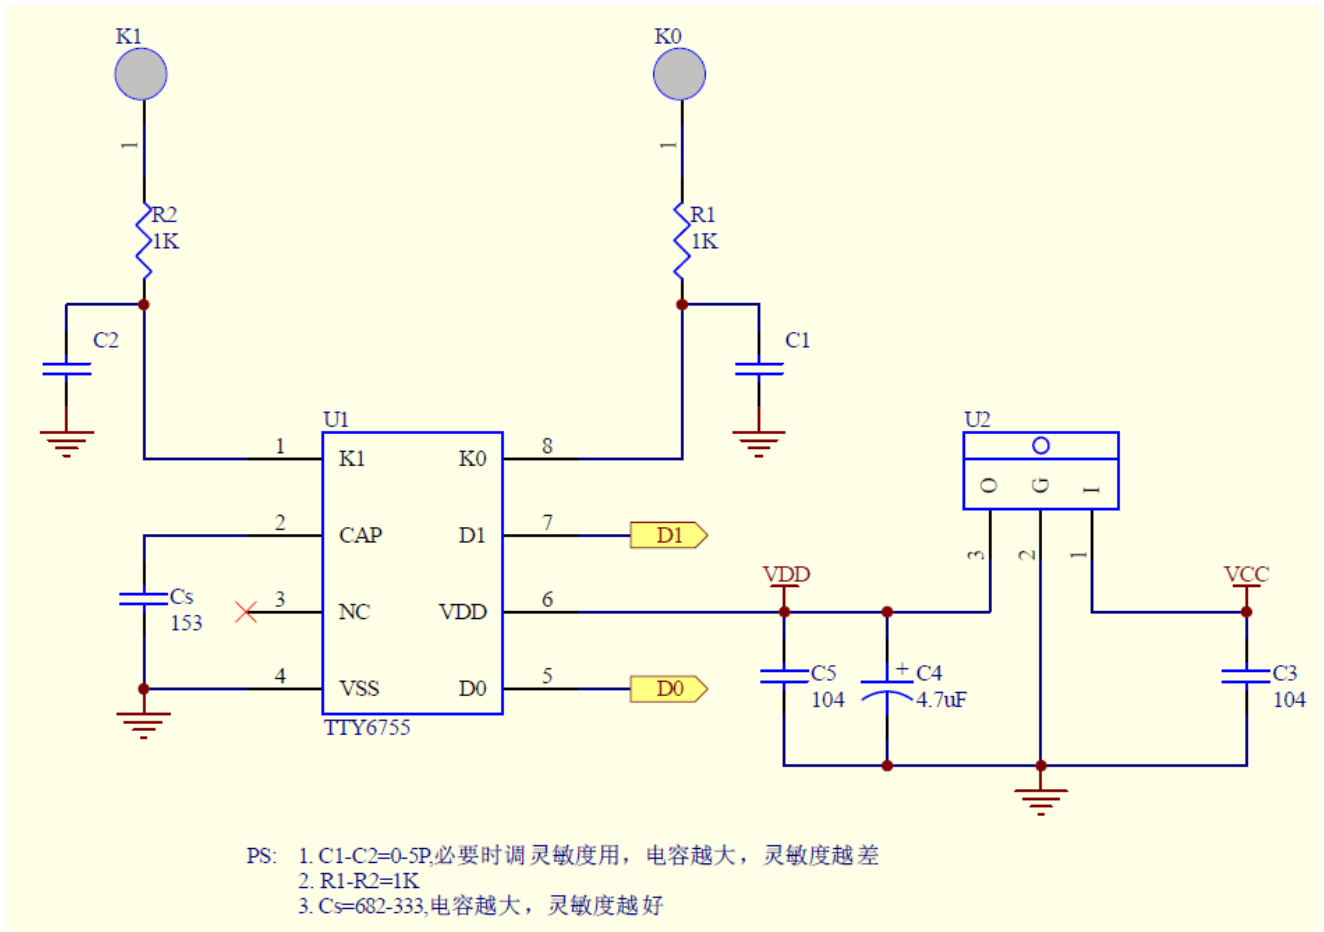 K1
K0
1
1
R2
1K
R1
1K
C2
C1
U1
U2
1
K1
K0
8
O
G
I
2
CAP
D1
7
D1
3
2
1
VDD
VCC
Cs
153
3
NC
VDD
6
C5
104
+
C4
4.7uF
C3
104
4
VSS
D0
5
D0
TTY6755
PS: 1. C1-C2=0-5P,必要时调灵敏度用，电容越大，灵敏度越差
2. R1-R2=1K
3. Cs=682-333,电容越大，灵敏度越好